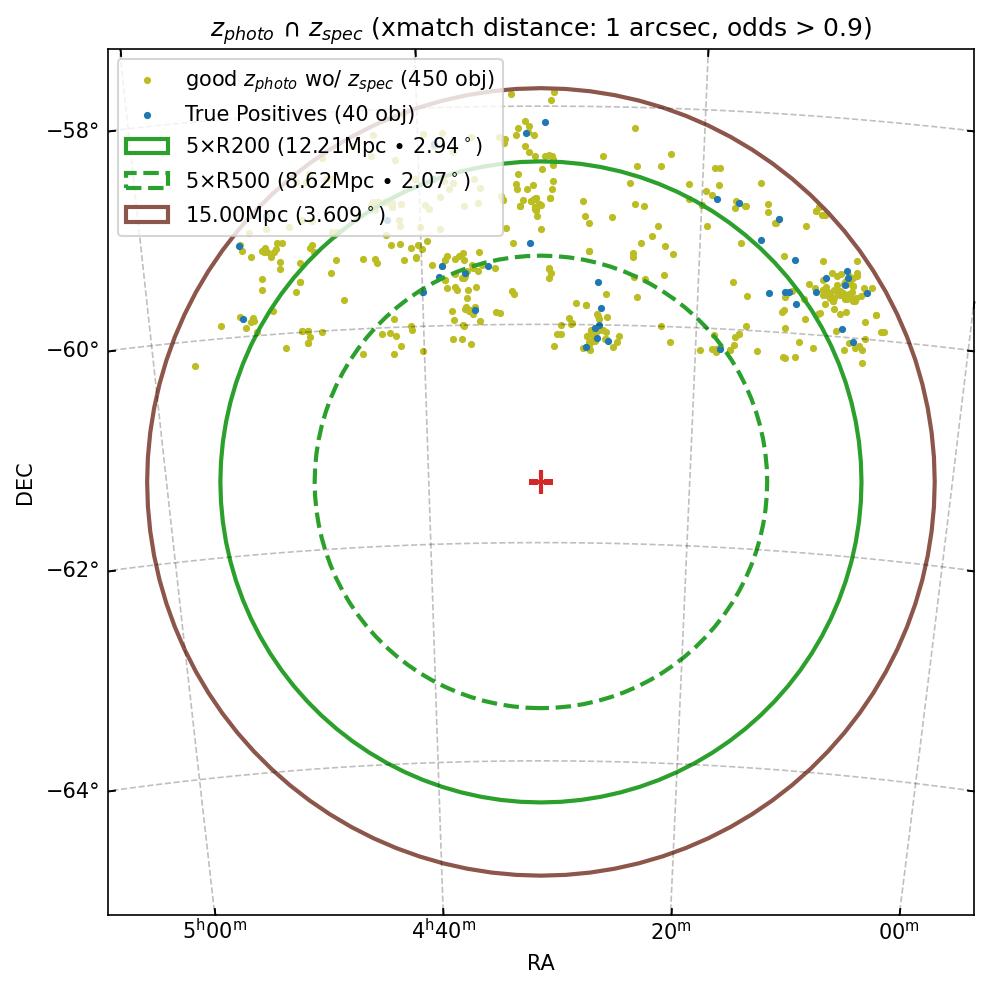 z_photo ∩ z_spec (xmatch distance: 1 arcsec, odds > 0.9)
good z_photo wo/ z_spec (450 obj)
True Positives (40 obj)
5×R200 (12.21Mpc • 2.94°)
5×R500 (8.62Mpc • 2.07°)
15.00Mpc (3.609°)
−58°
−60°
−62°
−64°
DEC
5ʰ00ᵐ 4ʰ40ᵐ 20ᵐ 00ᵐ
RA